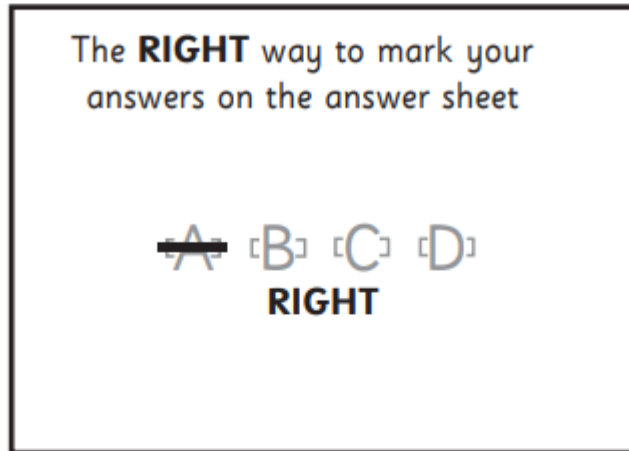 The RIGHT way to mark your
answers on the answer sheet
[A] [B] [C] [D]
RIGHT